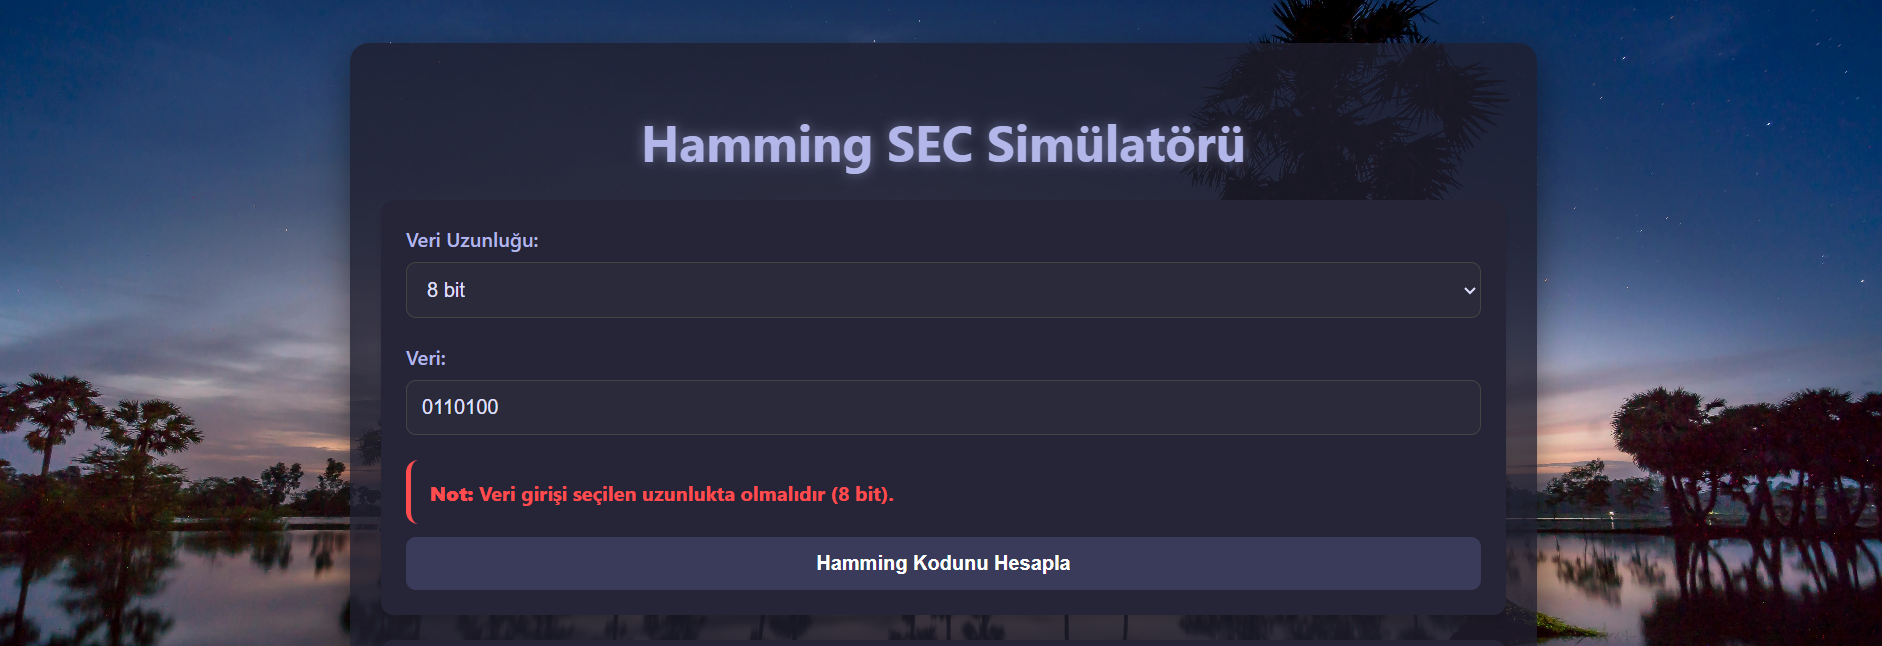 Hamming SEC Simülatörü
Veri Uzunluğu:
8 bit
Veri:
0110100
Not: Veri girişi seçilen uzunlukta olmalıdır (8 bit).
Hamming Kodunu Hesapla